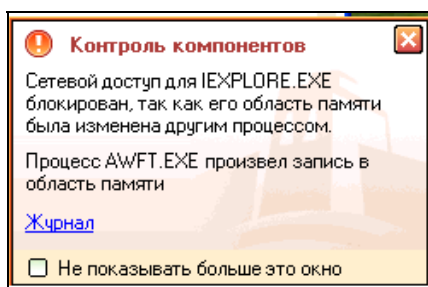 Контроль компонентов
Сетевой доступ для IEXPLORE.EXE
блокирован, так как его область памяти
была изменена другим процессом.
Процесс AWFT.EXE произвел запись в
область памяти
Журнал
Не показывать больше это окно